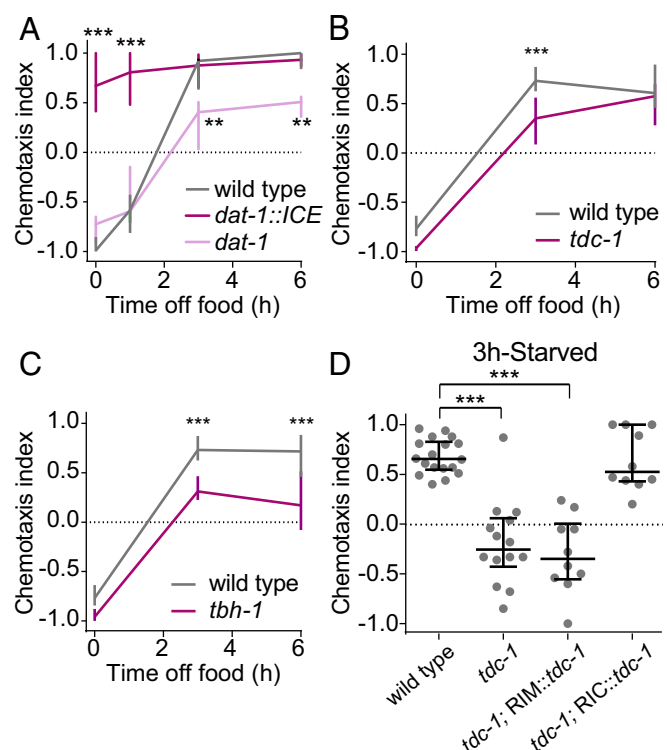 A
*** ***
Chemotaxis index
1.0
0.5
0.0
-0.5
-1.0
**
**
wild type
dat-1::ICE
dat-1
0 2 4 6
Time off food (h)
B
***
Chemotaxis index
1.0
0.5
0.0
-0.5
-1.0
wild type
tdc-1
0 2 4 6
Time off food (h)
C
*** ***
Chemotaxis index
1.0
0.5
0.0
-0.5
-1.0
wild type
tbh-1
0 2 4 6
Time off food (h)
D
3h-Starved
***
***
Chemotaxis index
1.0
0.5
0.0
-0.5
-1.0
wild type
tdc-1
tdc-1; RIM::tdc-1
tdc-1; RIC::tdc-1